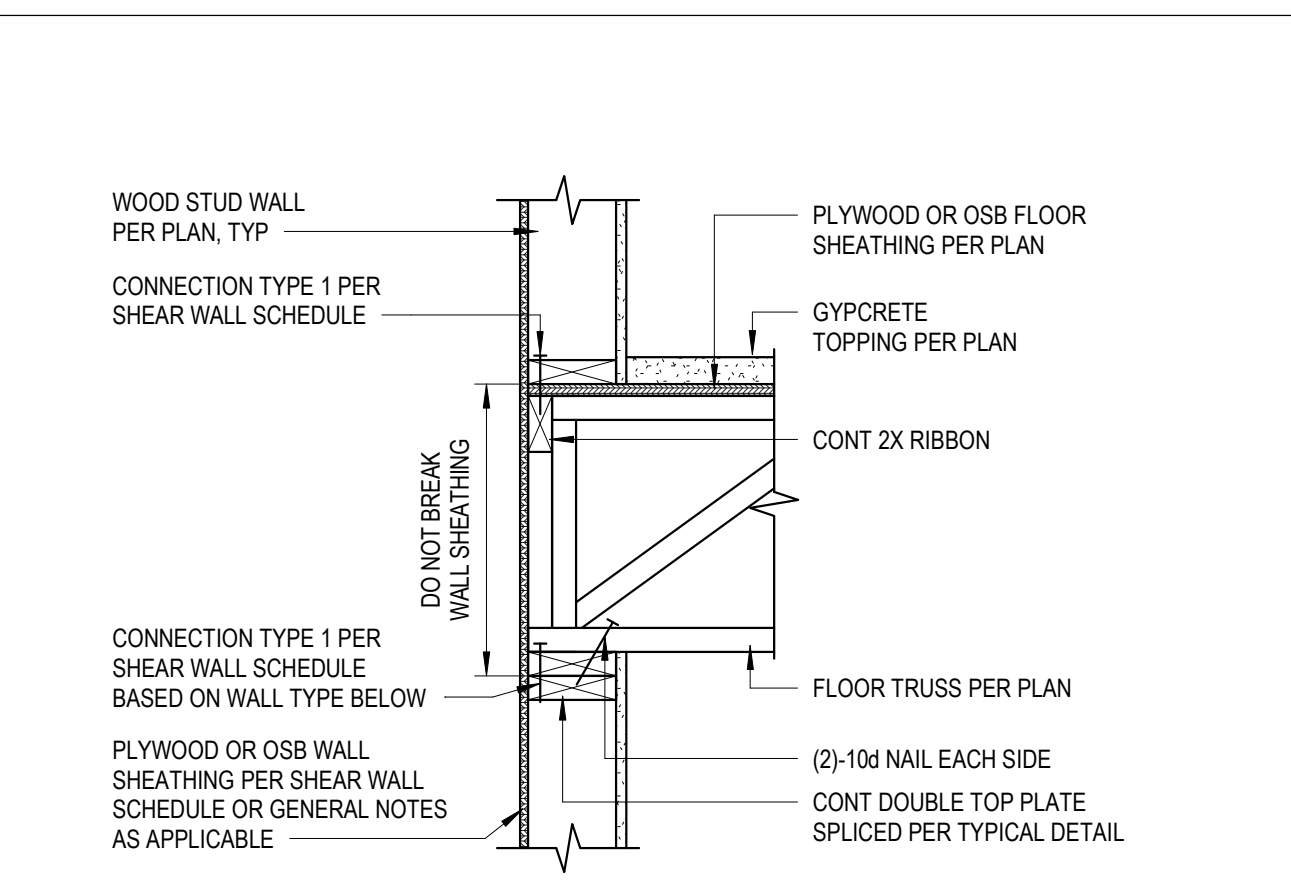 WOOD STUD WALL
PER PLAN, TYP
CONNECTION TYPE 1 PER
SHEAR WALL SCHEDULE
DO NOT BREAK
WALL SHEATHING
CONNECTION TYPE 1 PER
SHEAR WALL SCHEDULE
BASED ON WALL TYPE BELOW
PLYWOOD OR OSB WALL
SHEATHING PER SHEAR WALL
SCHEDULE OR GENERAL NOTES
AS APPLICABLE
PLYWOOD OR OSB FLOOR
SHEATHING PER PLAN
GYPCRETE
TOPPING PER PLAN
CONT 2X RIBBON
FLOOR TRUSS PER PLAN
(2)-10d NAIL EACH SIDE
CONT DOUBLE TOP PLATE
SPLICED PER TYPICAL DETAIL